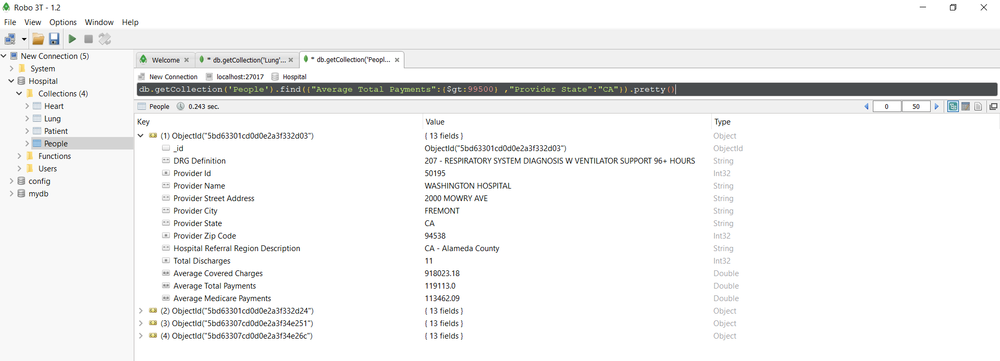 Robo 3T - 1.2
File View Options Window Help
New Connection (5)
System
Hospital
Collections (4)
Heart
Lung
Patient
People
Functions
Users
config
mydb
Welcome * db.getCollection('Lung'... * db.getCollection('Peopl...
New Connection localhost:27017 Hospital
db.getCollection('People').find({"Average Total Payments":{$gt:99500} ,"Provider State":"CA"}).pretty()
People 0.243 sec. 0 50
Key Value Type
(1) ObjectId("5bd63301cd0d0e2a3f332d03") { 13 fields } Object
_id ObjectId("5bd63301cd0d0e2a3f332d03") ObjectId
DRG Definition 207 - RESPIRATORY SYSTEM DIAGNOSIS W VENTILATOR SUPPORT 96+ HOURS String
Provider Id 50195 Int32
Provider Name WASHINGTON HOSPITAL String
Provider Street Address 2000 MOWRY AVE String
Provider City FREMONT String
Provider State CA String
Provider Zip Code 94538 Int32
Hospital Referral Region Description CA - Alameda County String
Total Discharges 11 Int32
Average Covered Charges 918023.18 Double
Average Total Payments 119113.0 Double
Average Medicare Payments 113462.09 Double
(2) ObjectId("5bd63301cd0d0e2a3f332d24") { 13 fields } Object
(3) ObjectId("5bd63307cd0d0e2a3f34e251") { 13 fields } Object
(4) ObjectId("5bd63307cd0d0e2a3f34e26c") { 13 fields } Object